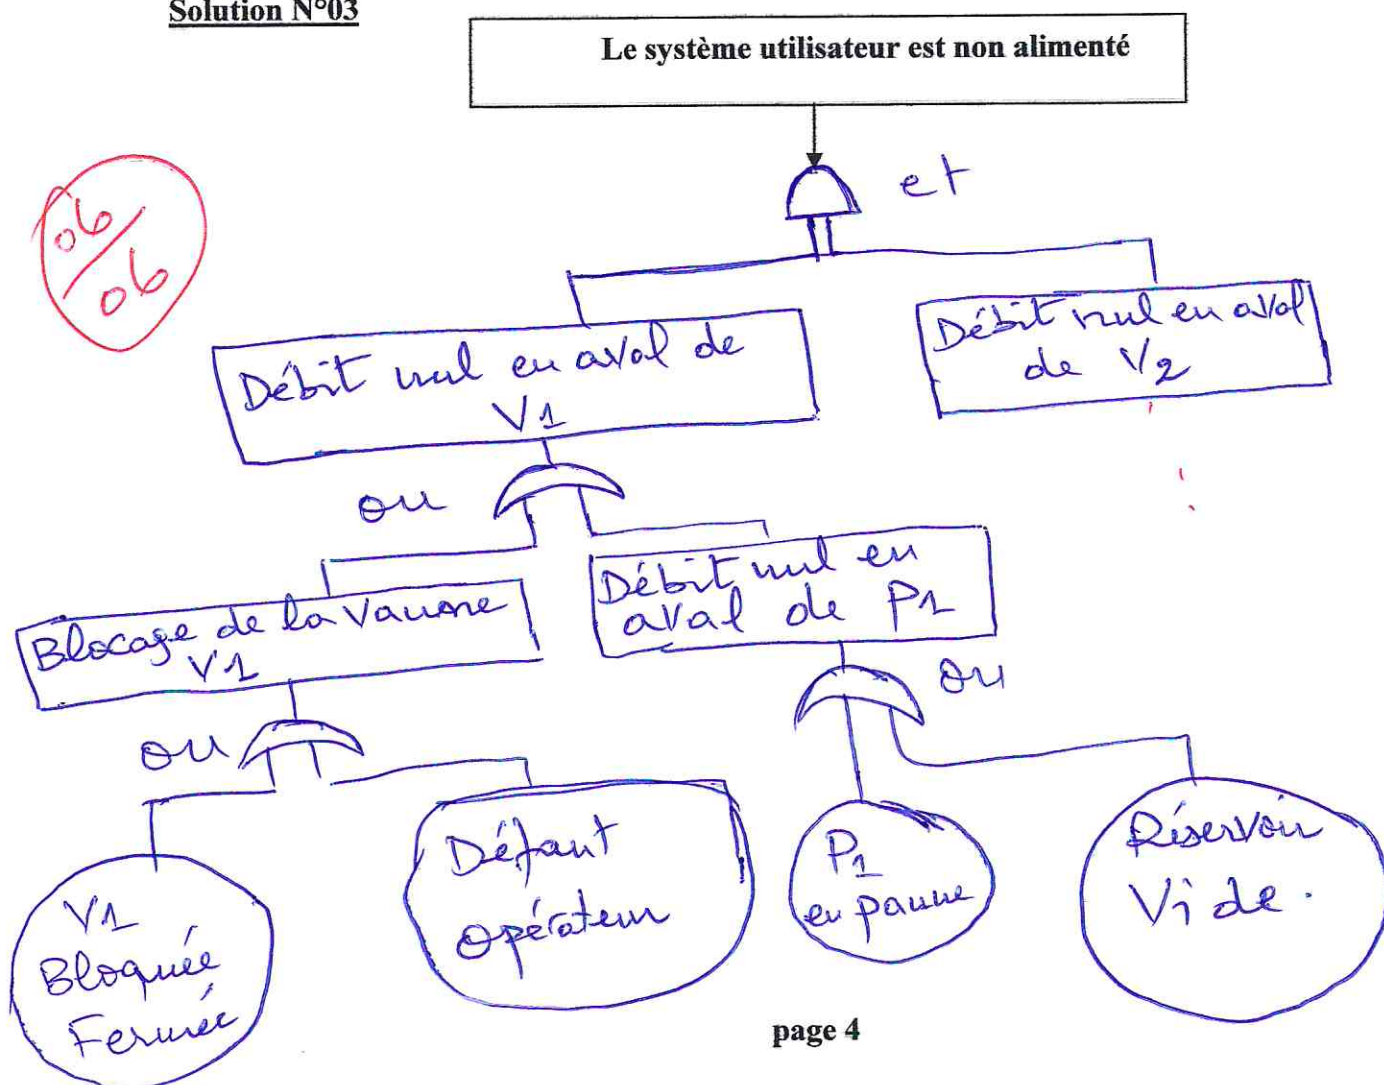 Solution N°03
Le système utilisateur est non alimenté
et
06/06
Débit nul en aval de
V1
Débit nul en aval
de V2
ou
Blocage de la Vanne
V1
Débit nul en
aval de P1
ou
ou
V1
Bloquée
Fermée
Défaut
opérateur
P1
en panne
Réservoir
Vide.
page 4